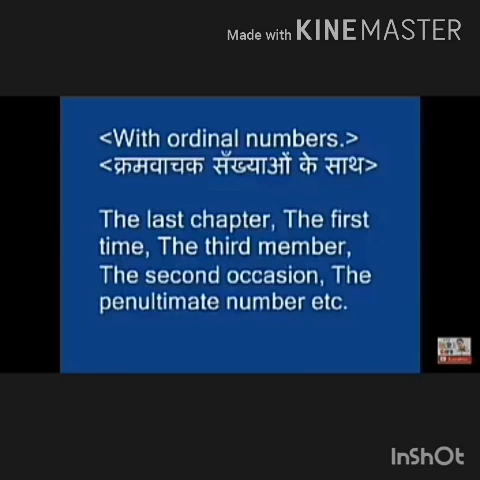 Made with KINEMASTER
<With ordinal numbers.>
<क्रमवाचक सँख्याओं के साथ>
The last chapter, The first
time, The third member,
The second occasion, The
penultimate number etc.
InShOt